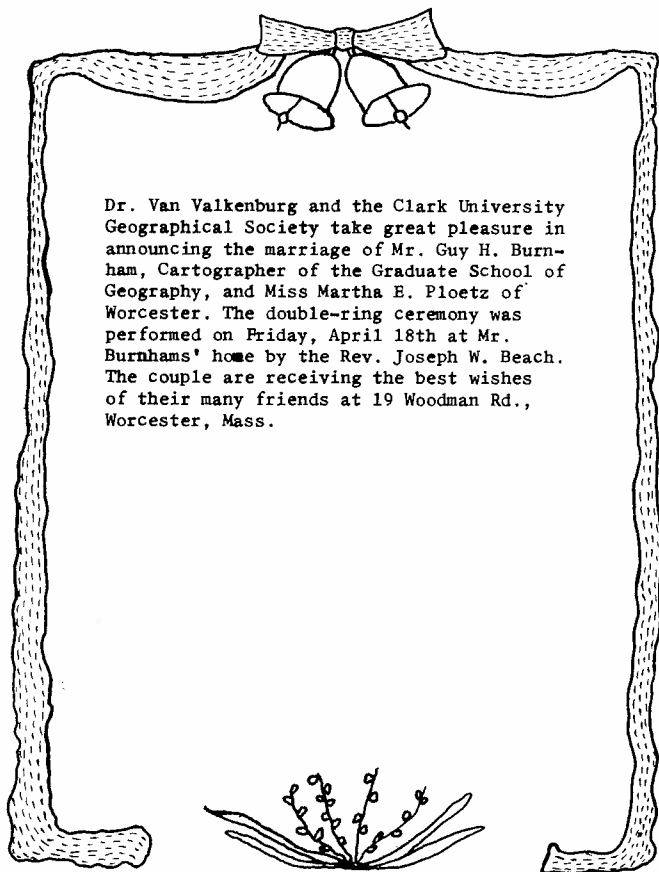 Dr. Van Valkenburg and the Clark University
Geographical Society take great pleasure in
announcing the marriage of Mr. Guy H. Burn-
ham, Cartographer of the Graduate School of
Geography, and Miss Martha E. Ploetz of
Worcester. The double-ring ceremony was
performed on Friday, April 18th at Mr.
Burnhams' home by the Rev. Joseph W. Beach.
The couple are receiving the best wishes
of their many friends at 19 Woodman Rd.,
Worcester, Mass.